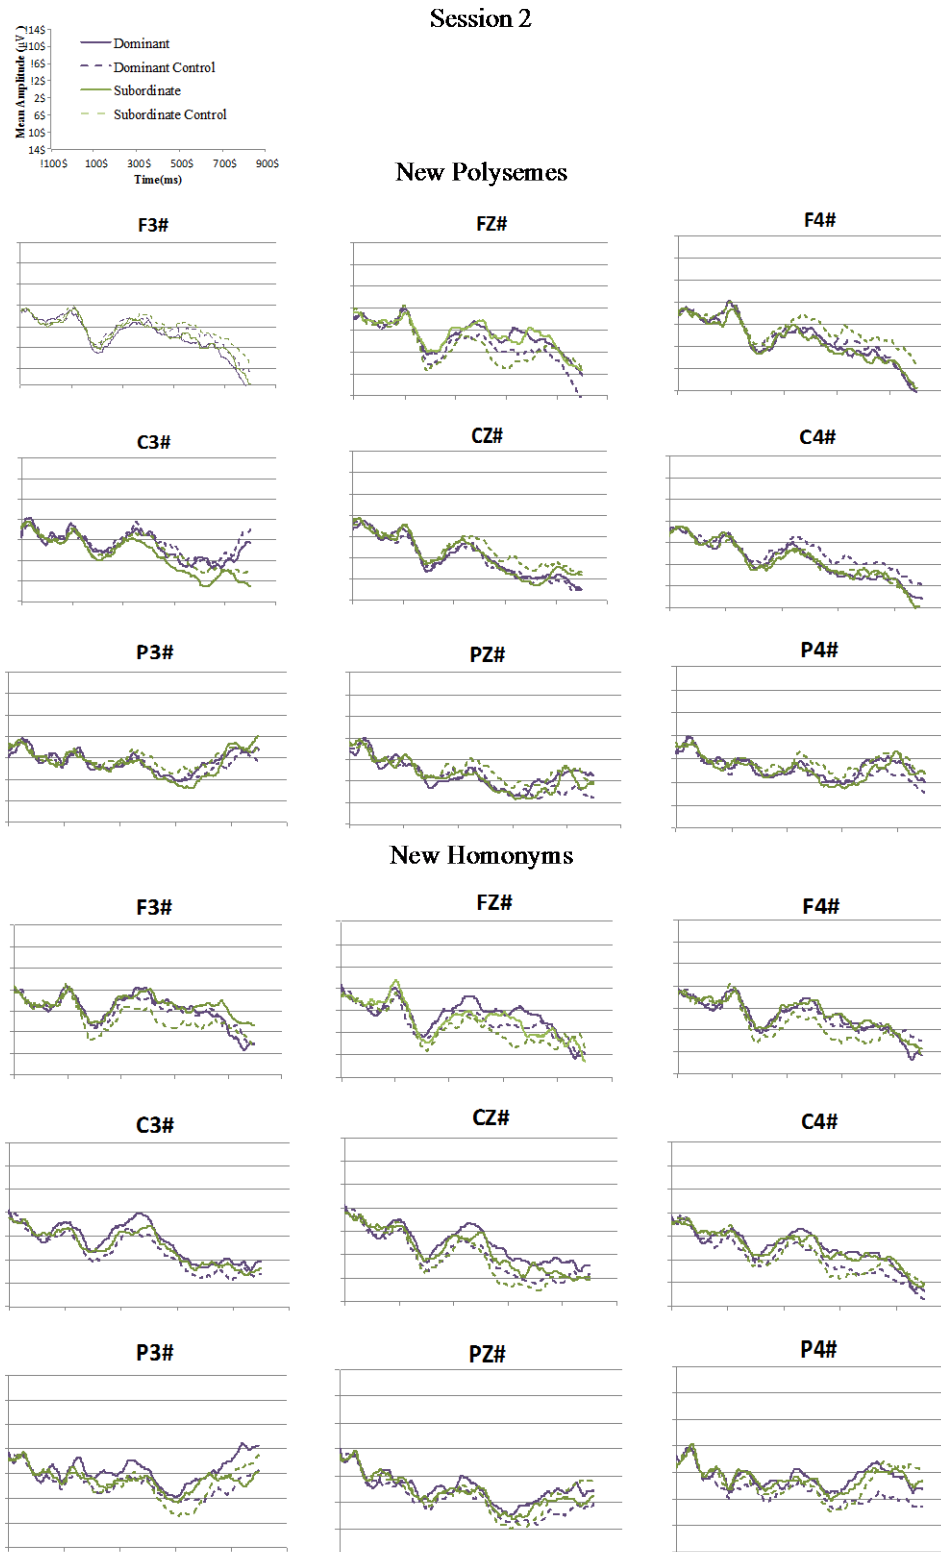 Session 2
Mean Amplitude (µV)
!14$
!10$
!6$
!2$
2$
6$
10$
14$
Dominant
Dominant Control
Subordinate
Subordinate Control
!100$ 100$ 300$ 500$ 700$ 900$
Time(ms)
New Polysemes
F3# FZ# F4#
C3# CZ# C4#
P3# PZ# P4#
New Homonyms
F3# FZ# F4#
C3# CZ# C4#
P3# PZ# P4#